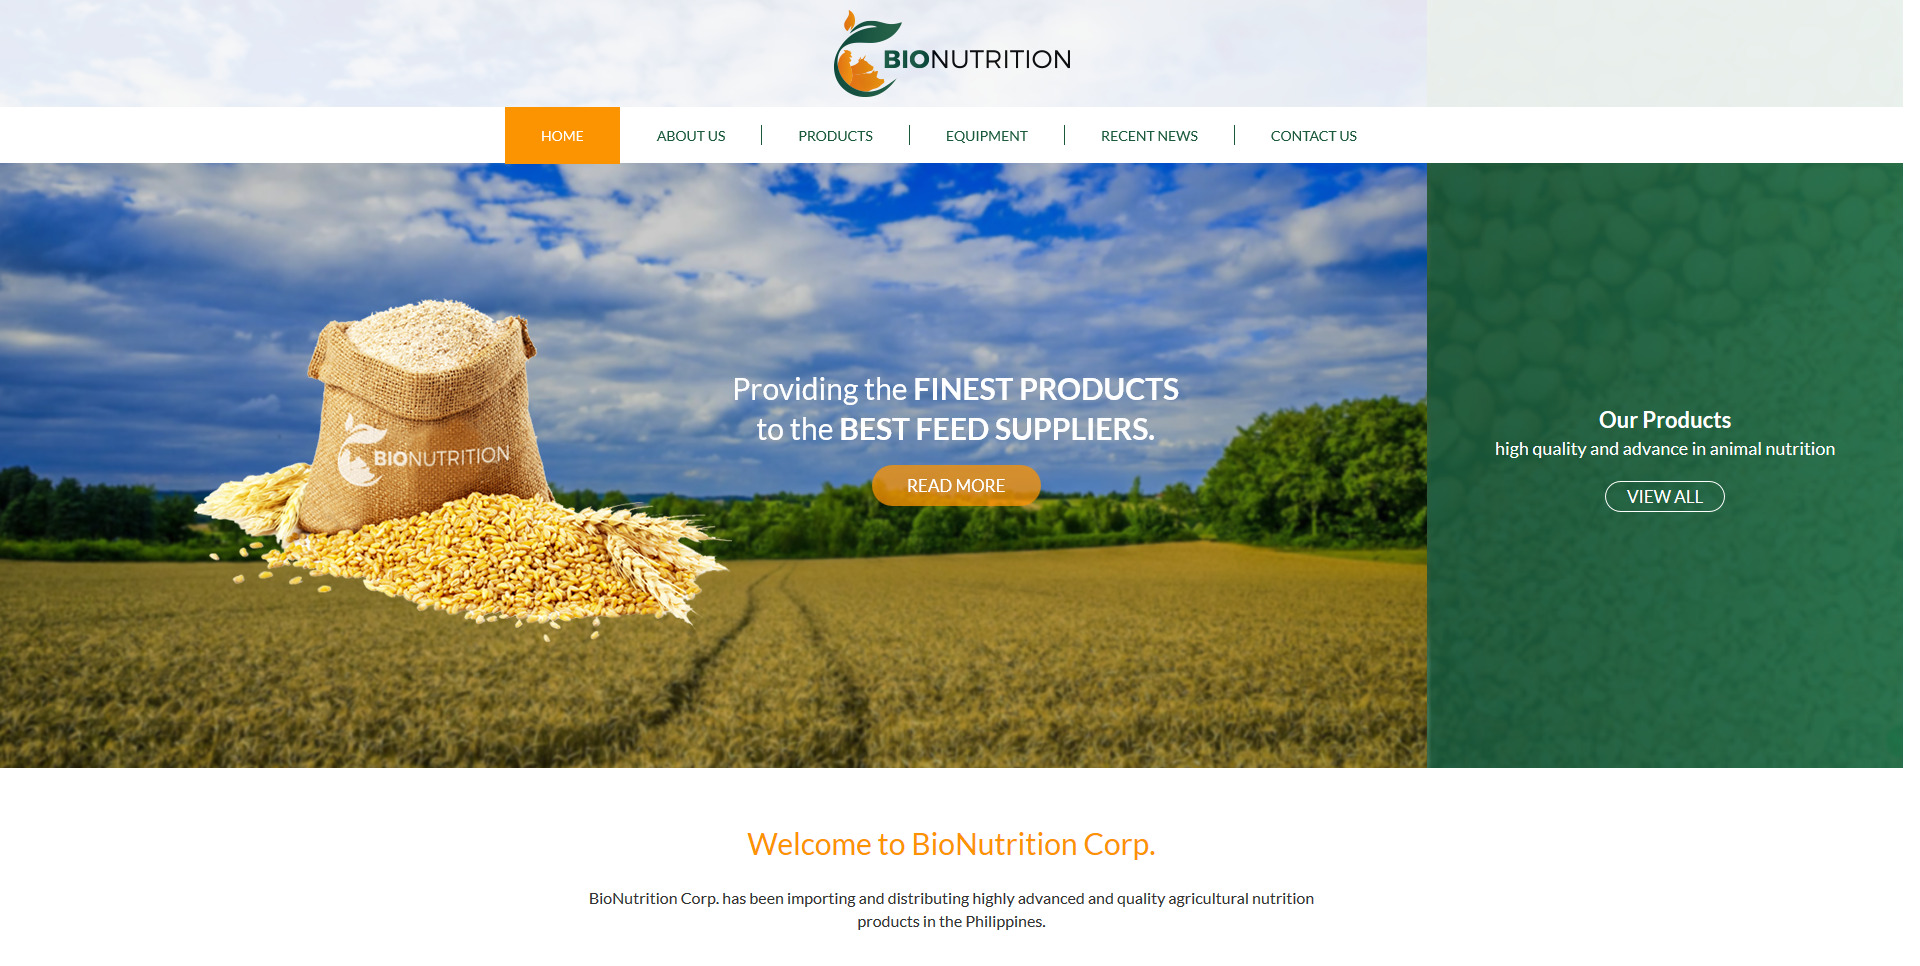 BIONUTRITION
HOME
ABOUT US
PRODUCTS
EQUIPMENT
RECENT NEWS
CONTACT US
BIONUTRITION
Providing the FINEST PRODUCTS
to the BEST FEED SUPPLIERS.
READ MORE
Our Products
high quality and advance in animal nutrition
VIEW ALL
Welcome to BioNutrition Corp.
BioNutrition Corp. has been importing and distributing highly advanced and quality agricultural nutrition
products in the Philippines.